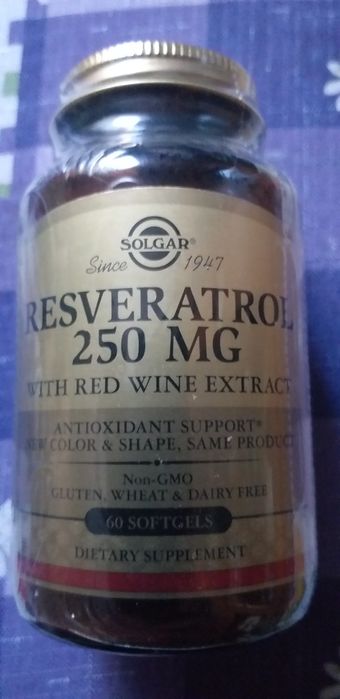 SOLGAR®
Since 1947
RESVERATROL
250 MG
WITH RED WINE EXTRACT
ANTIOXIDANT SUPPORT*
NEW COLOR & SHAPE, SAME PRODUCT
Non-GMO
GLUTEN, WHEAT & DAIRY FREE
60 SOFTGELS
DIETARY SUPPLEMENT